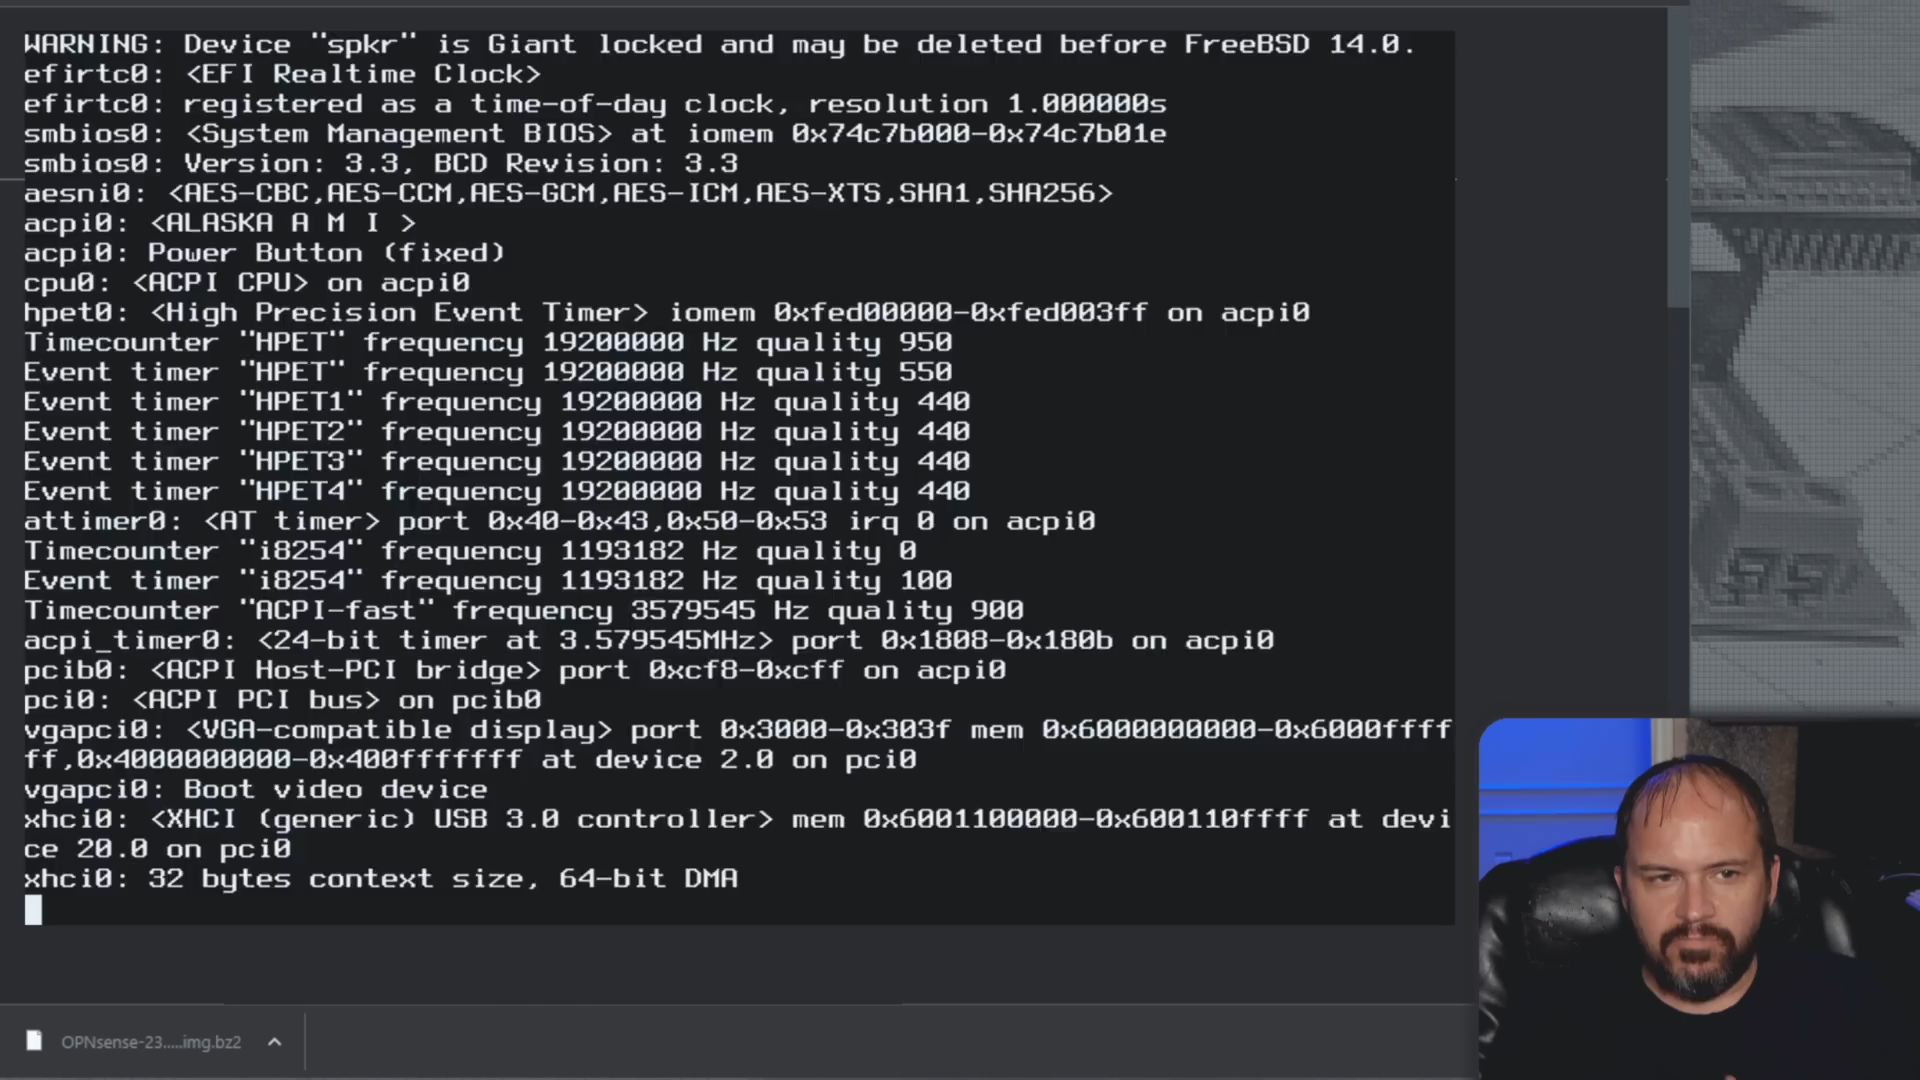 WARNING: Device "spkr" is Giant locked and may be deleted before FreeBSD 14.0.
efirtc0: <EFI Realtime Clock>
efirtc0: registered as a time-of-day clock, resolution 1.000000s
smbios0: <System Management BIOS> at iomem 0x74c7b000-0x74c7b01e
smbios0: Version: 3.3, BCD Revision: 3.3
aesni0: <AES-CBC,AES-CCM,AES-GCM,AES-ICM,AES-XTS,SHA1,SHA256>
acpi0: <ALASKA A M I >
acpi0: Power Button (fixed)
cpu0: <ACPI CPU> on acpi0
hpet0: <High Precision Event Timer> iomem 0xfed00000-0xfed003ff on acpi0
Timecounter "HPET" frequency 19200000 Hz quality 950
Event timer "HPET" frequency 19200000 Hz quality 550
Event timer "HPET1" frequency 19200000 Hz quality 440
Event timer "HPET2" frequency 19200000 Hz quality 440
Event timer "HPET3" frequency 19200000 Hz quality 440
Event timer "HPET4" frequency 19200000 Hz quality 440
attimer0: <AT timer> port 0x40-0x43,0x50-0x53 irq 0 on acpi0
Timecounter "i8254" frequency 1193182 Hz quality 0
Event timer "i8254" frequency 1193182 Hz quality 100
Timecounter "ACPI-fast" frequency 3579545 Hz quality 900
acpi_timer0: <24-bit timer at 3.579545MHz> port 0x1808-0x180b on acpi0
pcib0: <ACPI Host-PCI bridge> port 0xcf8-0xcff on acpi0
pci0: <ACPI PCI bus> on pcib0
vgapci0: <VGA-compatible display> port 0x3000-0x303f mem 0x6000000000-0x6000ffff
ff,0x4000000000-0x400fffffff at device 2.0 on pci0
vgapci0: Boot video device
xhci0: <XHCI (generic) USB 3.0 controller> mem 0x6001100000-0x600110ffff at devi
ce 20.0 on pci0
xhci0: 32 bytes context size, 64-bit DMA
OPNsense-23.....img.bz2